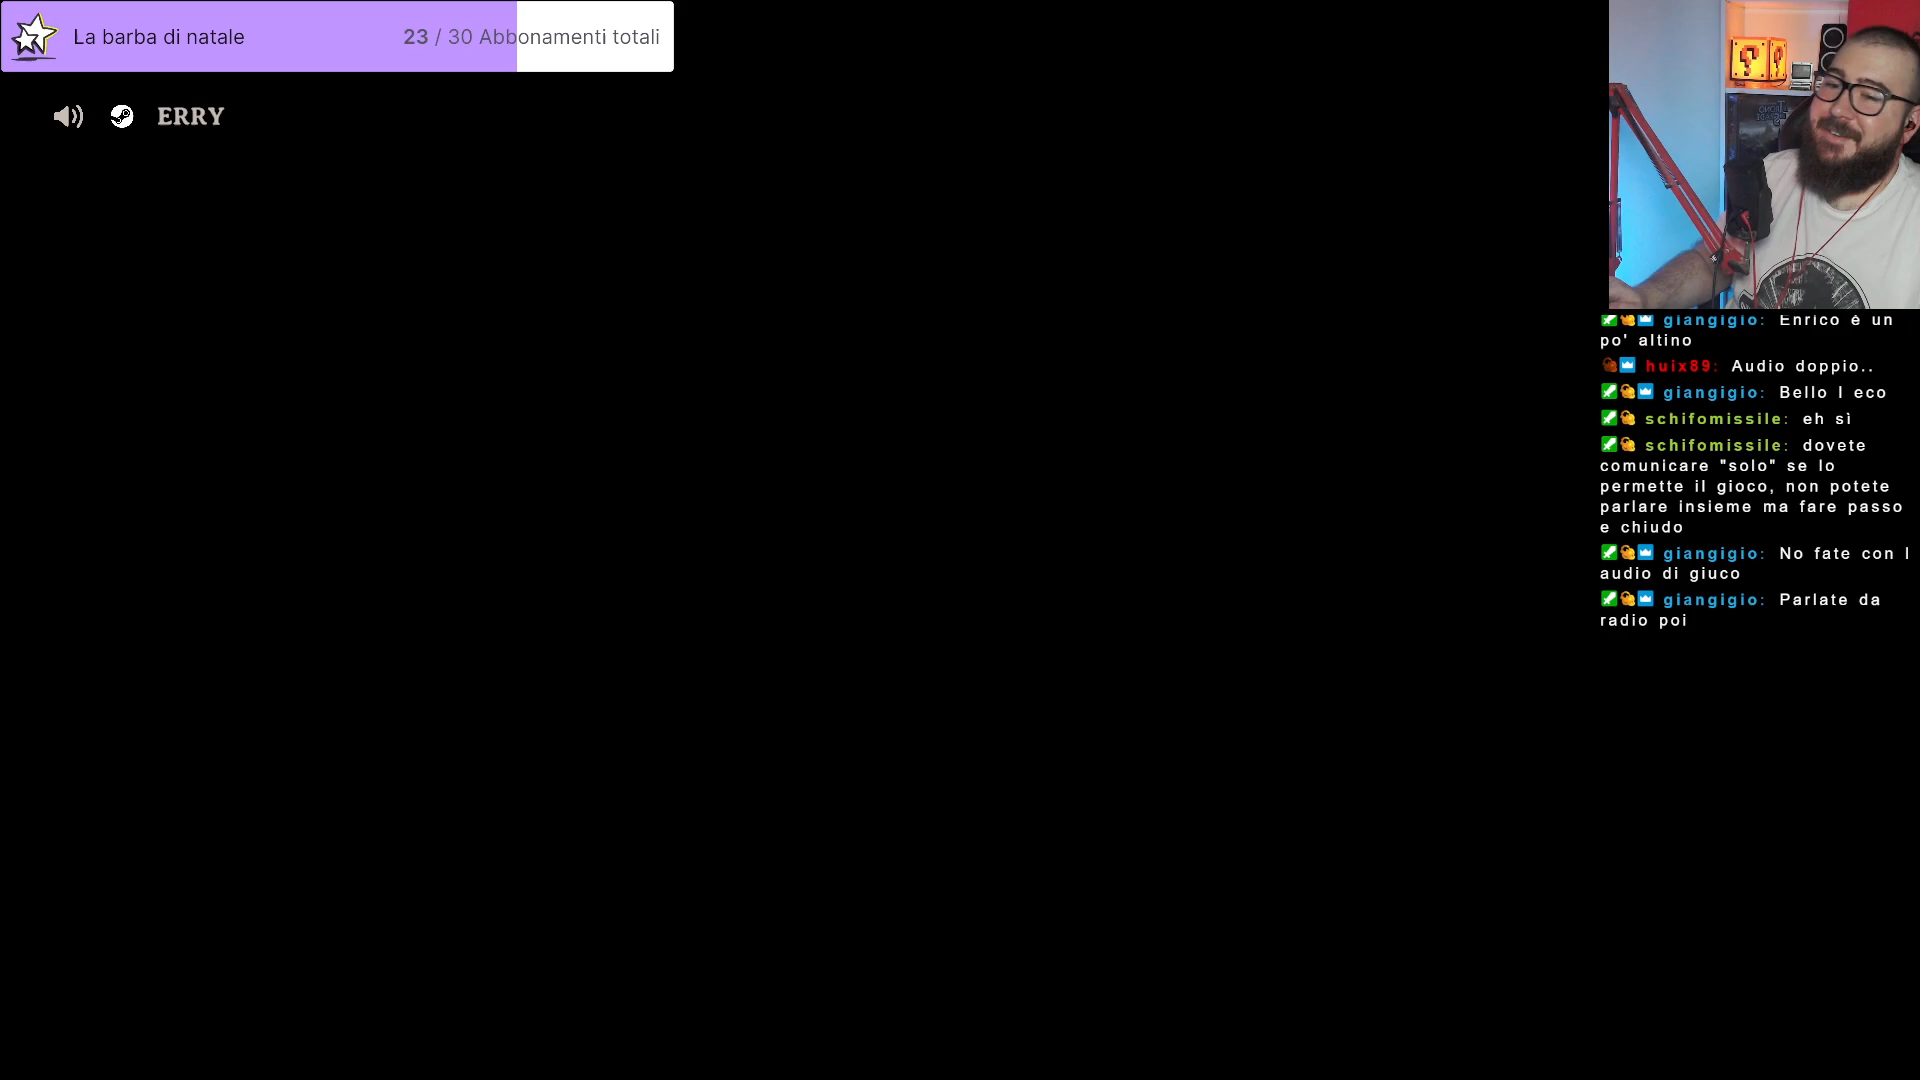 La barba di natale
23 / 30 Abbonamenti totali
ERRY
giangigio: Enrico è un
po' altino
huix89: Audio doppio..
giangigio: Bello l eco
schifomissile: eh sì
schifomissile: dovete
comunicare "solo" se lo
permette il gioco, non potete
parlare insieme ma fare passo
e chiudo
giangigio: No fate con l
audio di giuco
giangigio: Parlate da
radio poi